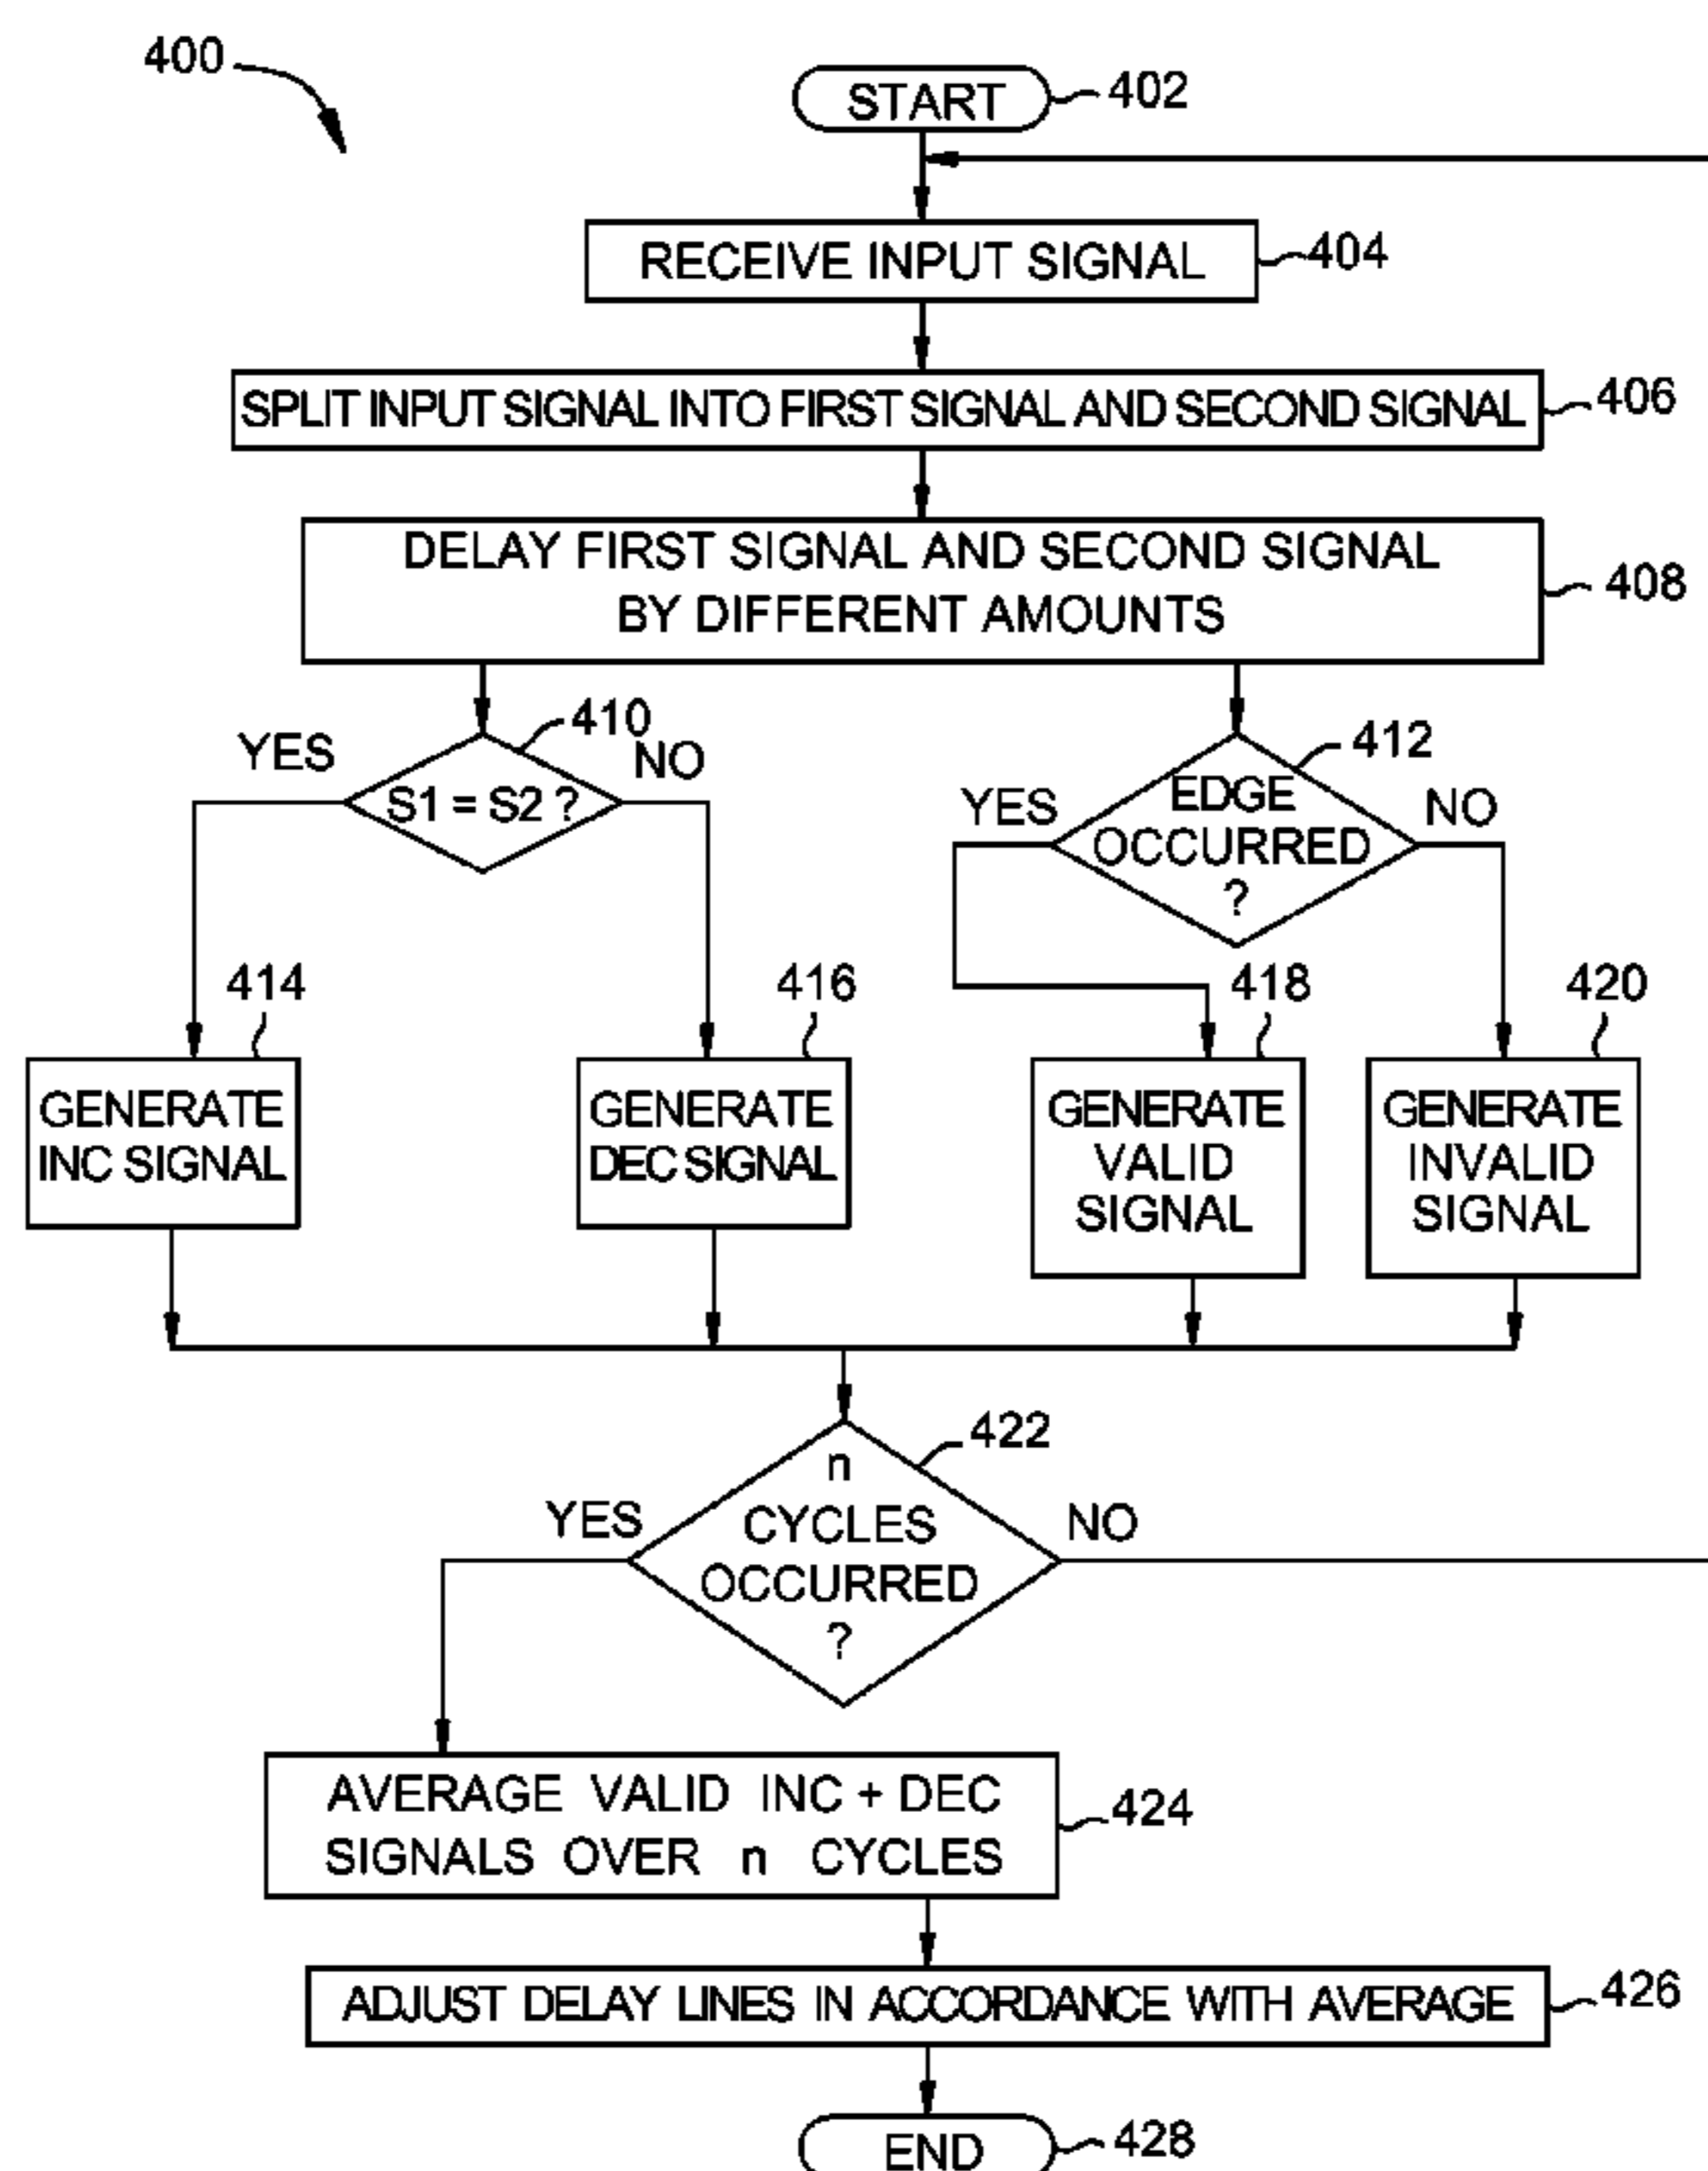 400
START
402
RECEIVE INPUT SIGNAL
404
SPLIT INPUT SIGNAL INTO FIRST SIGNAL AND SECOND SIGNAL
406
DELAY FIRST SIGNAL AND SECOND SIGNAL
BY DIFFERENT AMOUNTS
408
YES
410
NO
S1 = S2 ?
412
YES
EDGE
OCCURRED
?
NO
414
416
418
420
GENERATE
INC SIGNAL
GENERATE
DEC SIGNAL
GENERATE
VALID
SIGNAL
GENERATE
INVALID
SIGNAL
422
YES
n
CYCLES
OCCURRED
?
NO
AVERAGE VALID INC + DEC
SIGNALS OVER n CYCLES
424
ADJUST DELAY LINES IN ACCORDANCE WITH AVERAGE
426
END
428